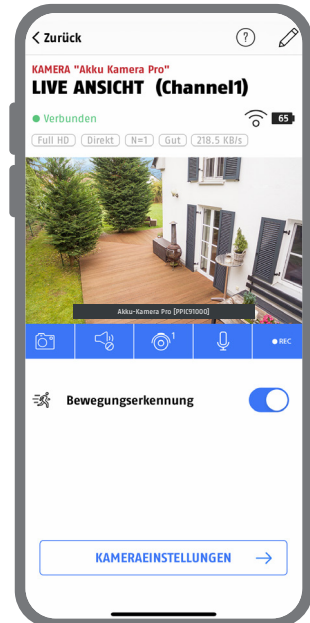 Zurück
?
KAMERA "Akku Kamera Pro"
LIVE ANSICHT (Channel1)
Verbunden
65
Full HD Direkt N=1 Gut 218.5 KB/s
Akku-Kamera Pro [PPIC91000]
1
REC
Bewegungserkennung
KAMERAEINSTELLUNGEN